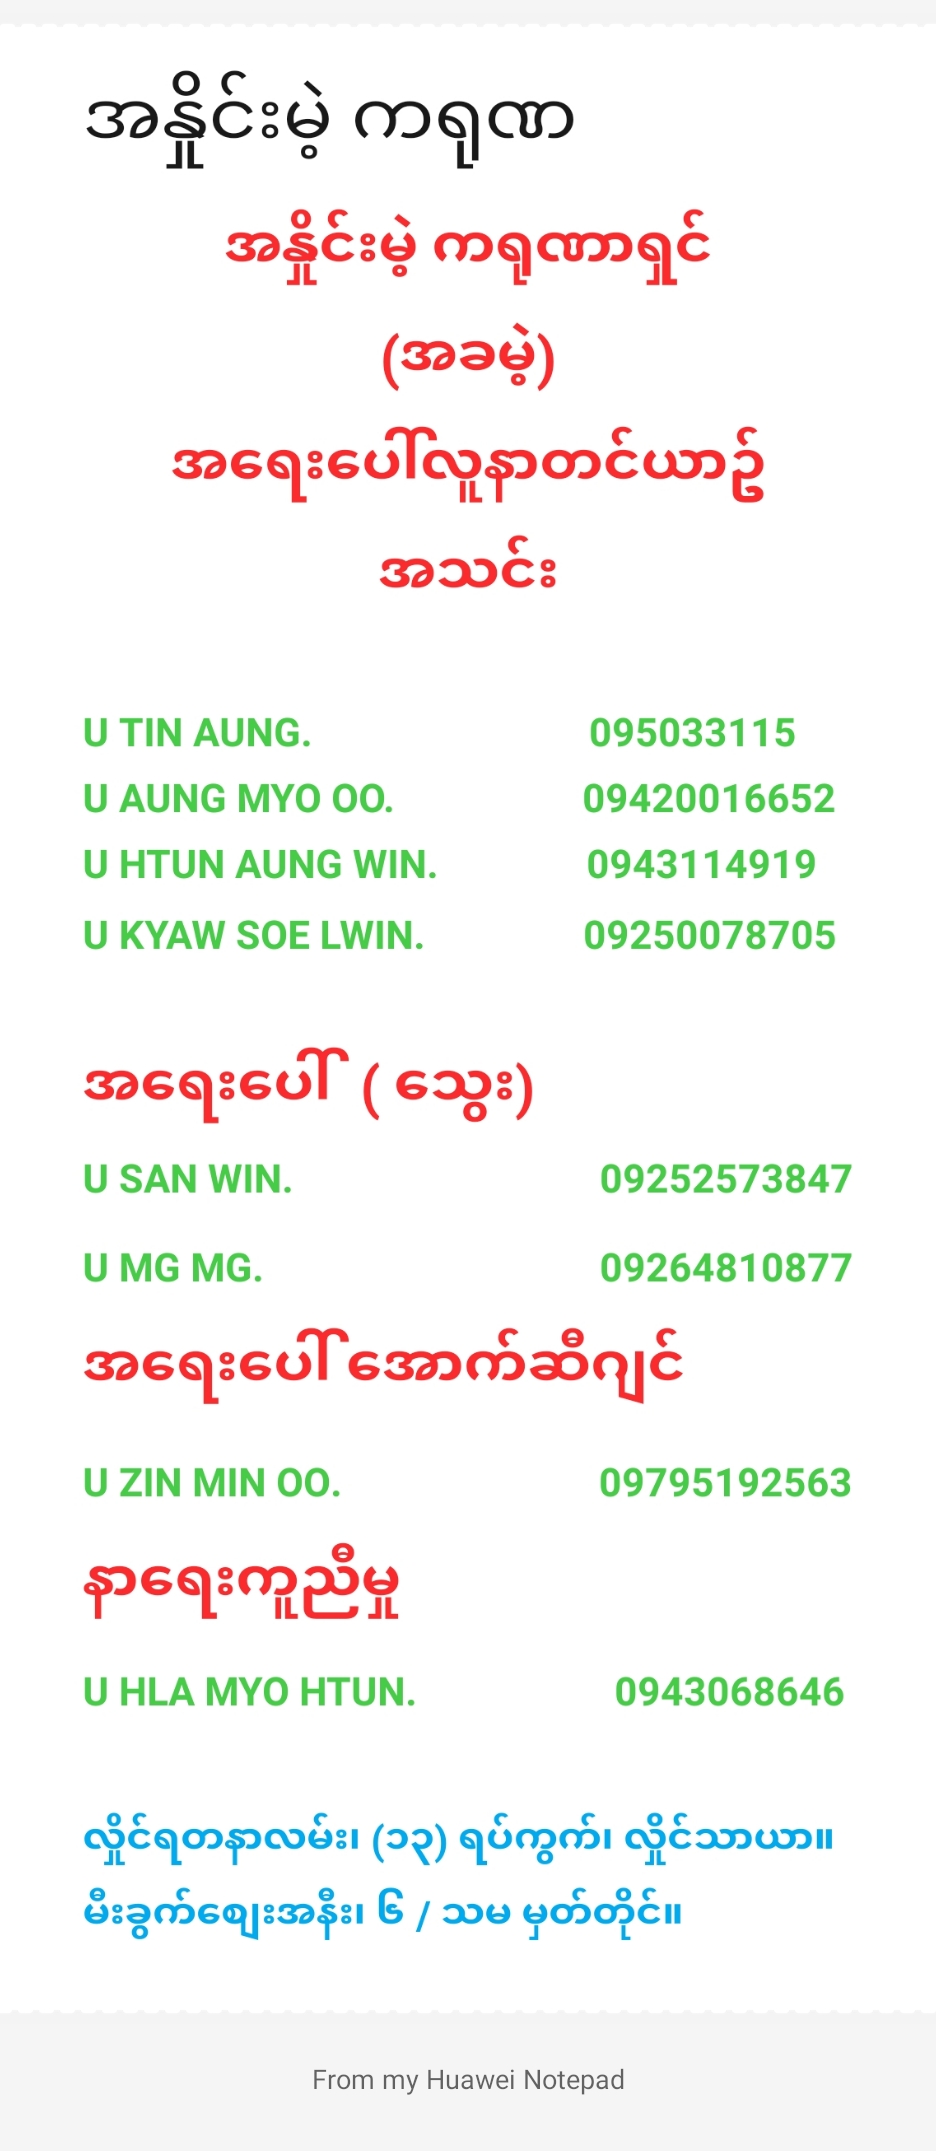 အနှိုင်းမဲ့ ကရုဏ
အနှိုင်းမဲ့ ကရုဏာရှင်
(အခမဲ့)
အရေးပေါ်လူနာတင်ယာဥ်
အသင်း
U TIN AUNG. 095033115
U AUNG MYO OO. 09420016652
U HTUN AUNG WIN. 0943114919
U KYAW SOE LWIN. 09250078705
အရေးပေါ် ( သွေး)
U SAN WIN. 09252573847
U MG MG. 09264810877
အရေးပေါ် အောက်ဆီဂျင်
U ZIN MIN OO. 09795192563
နာရေးကူညီမှု
U HLA MYO HTUN. 0943068646
လှိုင်ရတနာလမ်း၊ (၁၃) ရပ်ကွက်၊ လှိုင်သာယာ။
မီးခွက်ဈေးအနီး၊ ၆ / သမ မှတ်တိုင်။
From my Huawei Notepad